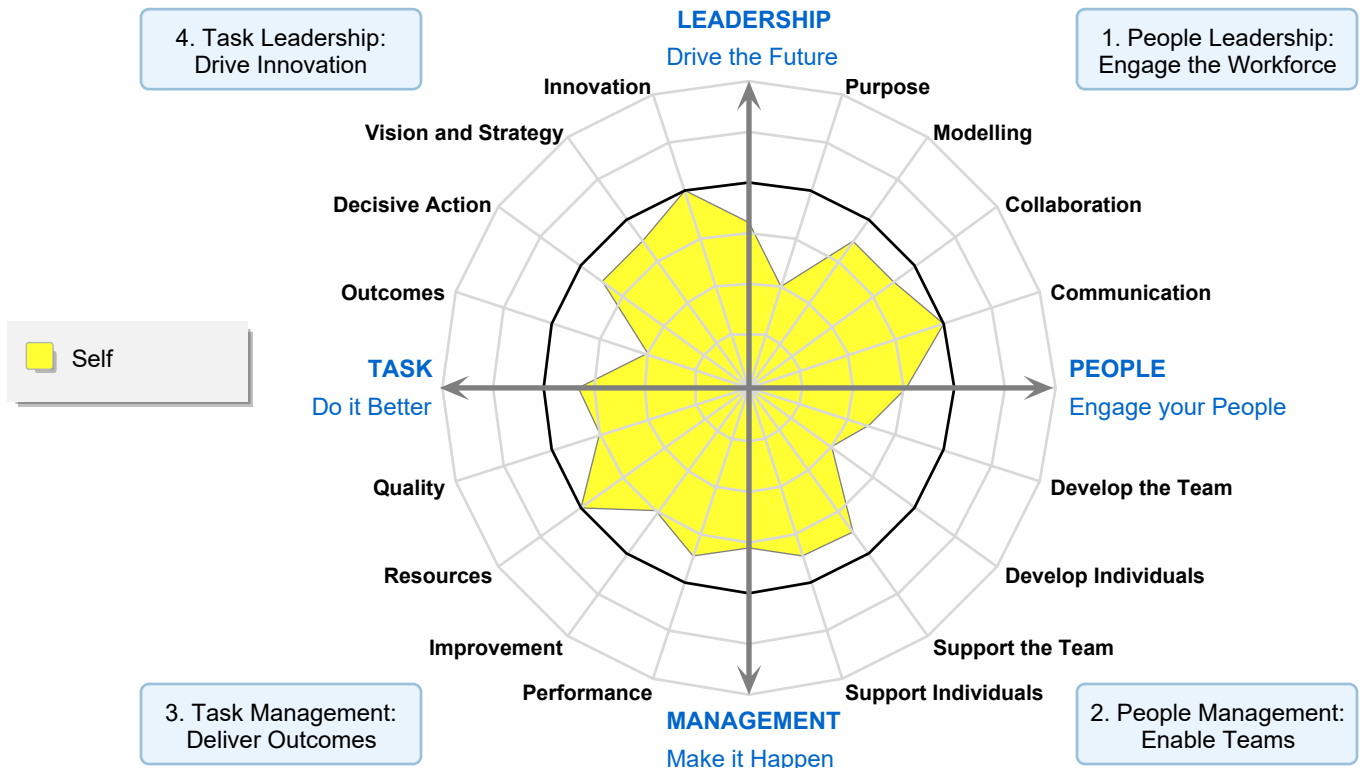 LEADERSHIP
Drive the Future
4. Task Leadership:
Drive Innovation
1. People Leadership:
Engage the Workforce
Innovation
Purpose
Vision and Strategy
Modelling
Decisive Action
Collaboration
Outcomes
Communication
Self
TASK
Do it Better
PEOPLE
Engage your People
Quality
Develop the Team
Resources
Develop Individuals
Improvement
Support the Team
Performance
Support Individuals
3. Task Management:
Deliver Outcomes
MANAGEMENT
Make it Happen
2. People Management:
Enable Teams